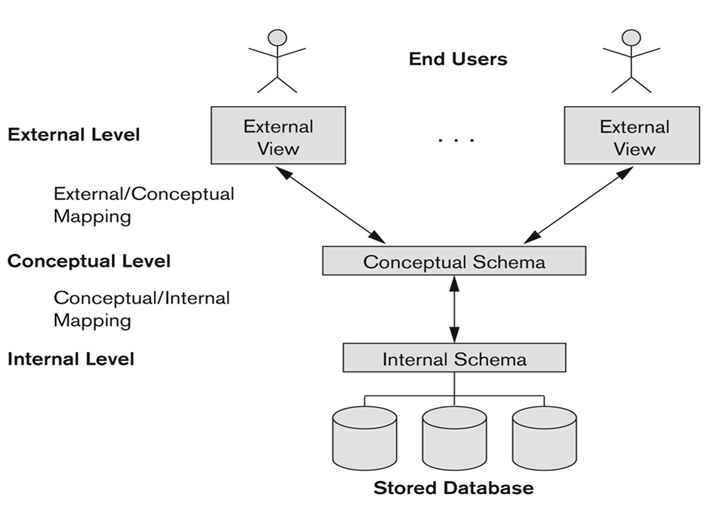 End Users
External Level
External
View
. . .
External
View
External/Conceptual
Mapping
Conceptual Level
Conceptual Schema
Conceptual/Internal
Mapping
Internal Level
Internal Schema
Stored Database